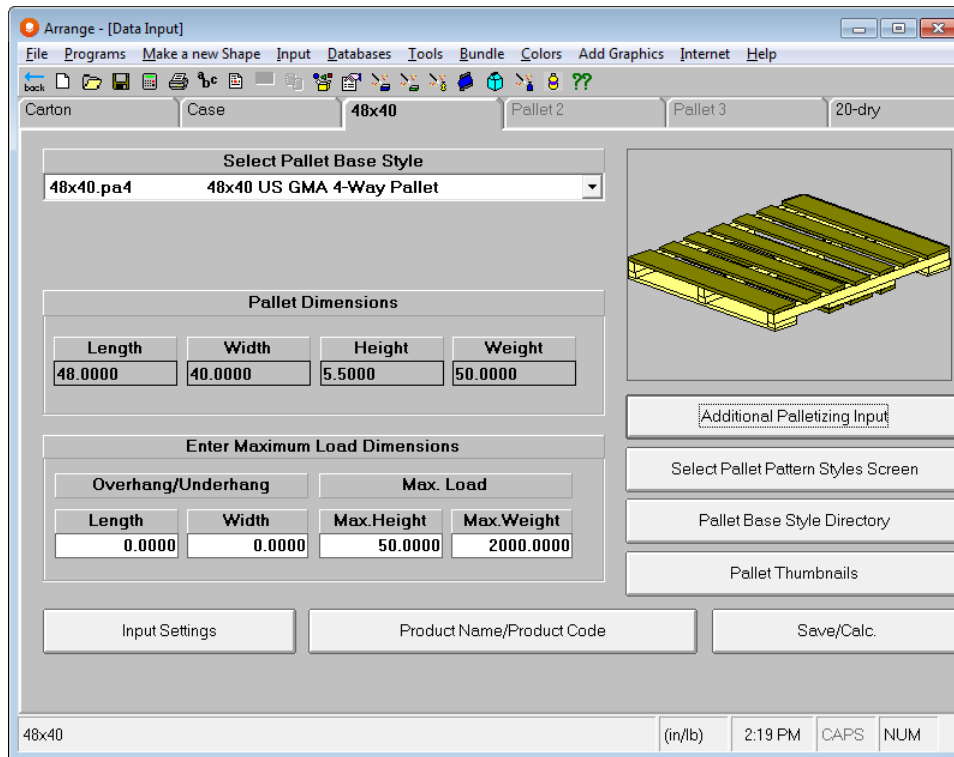 Arrange - [Data Input]
File Programs Make a new Shape Input Databases Tools Bundle Colors Add Graphics Internet Help
back bc ??
Carton Case 48x40 Pallet 2 Pallet 3 20-dry
Select Pallet Base Style
48x40.pa4 48x40 US GMA 4-Way Pallet
Pallet Dimensions
Length Width Height Weight
48.0000 40.0000 5.5000 50.0000
Additional Palletizing Input
Enter Maximum Load Dimensions
Select Pallet Pattern Styles Screen
Overhang/Underhang Max. Load
Length Width Max.Height Max.Weight
Pallet Base Style Directory
0.0000 0.0000 50.0000 2000.0000
Pallet Thumbnails
Input Settings Product Name/Product Code Save/Calc.
48x40 (in/lb) 2:19 PM CAPS NUM